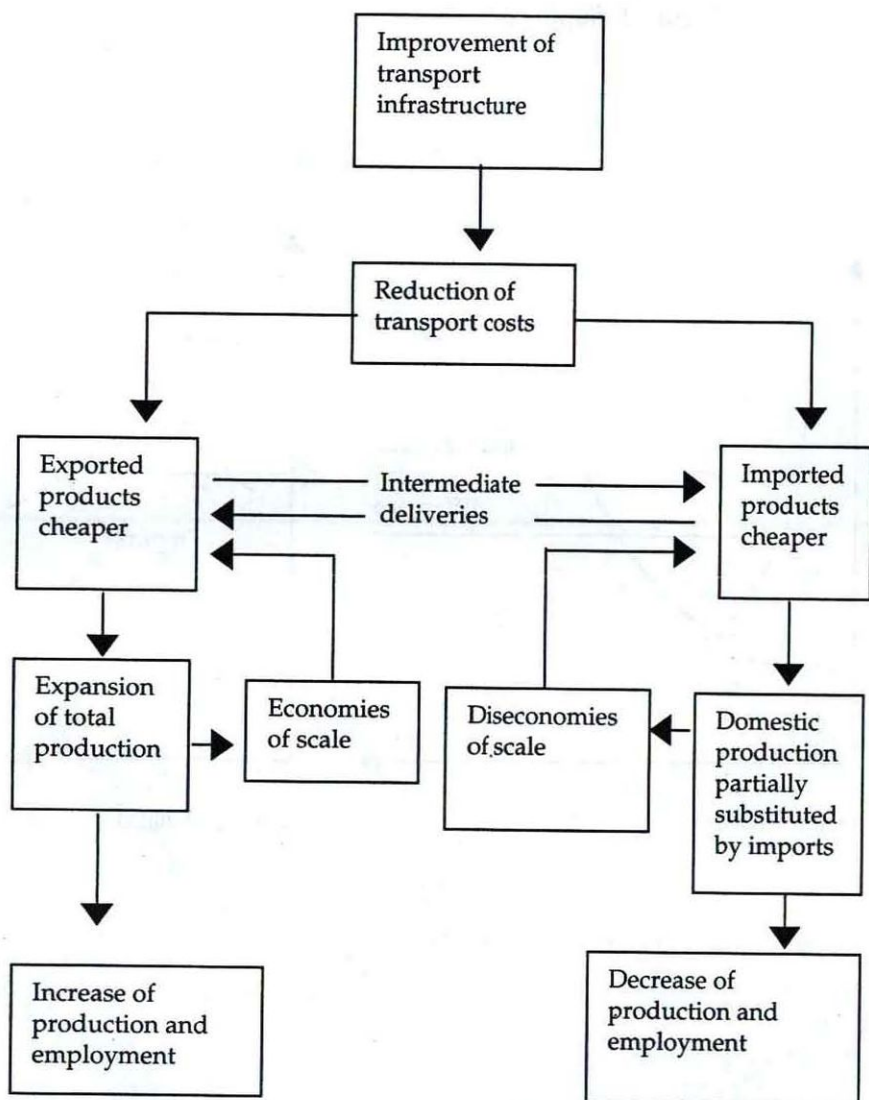 Improvement of
transport
infrastructure
Reduction of
transport costs
Exported
products
cheaper
Intermediate
deliveries
Imported
products
cheaper
Expansion
of total
production
Economies
of scale
Diseconomies
of scale
Domestic
production
partially
substituted
by imports
Increase of
production and
employment
Decrease of
production and
employment